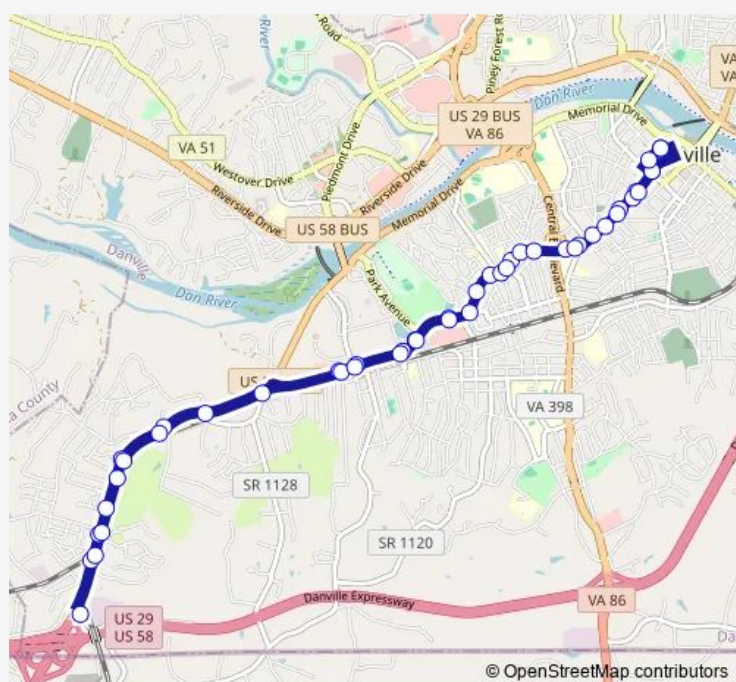 River
Road
Piney Forest Ro
VA
VA
US 29 BUS
VA 86
Dan River
Memorial Drive
VA 51
Westover Drive
Piedmont Drive
Riverside Drive
Riverside Drive
Memorial Drive
ville
US 58 BUS
Central B
levard
Danville
Dan River
Park Avenue
a County
US
VA 398
SR 1128
SR 1120
Danville Expressway
VA 86
US 29
US 58
Da
© OpenStreetMap contributors